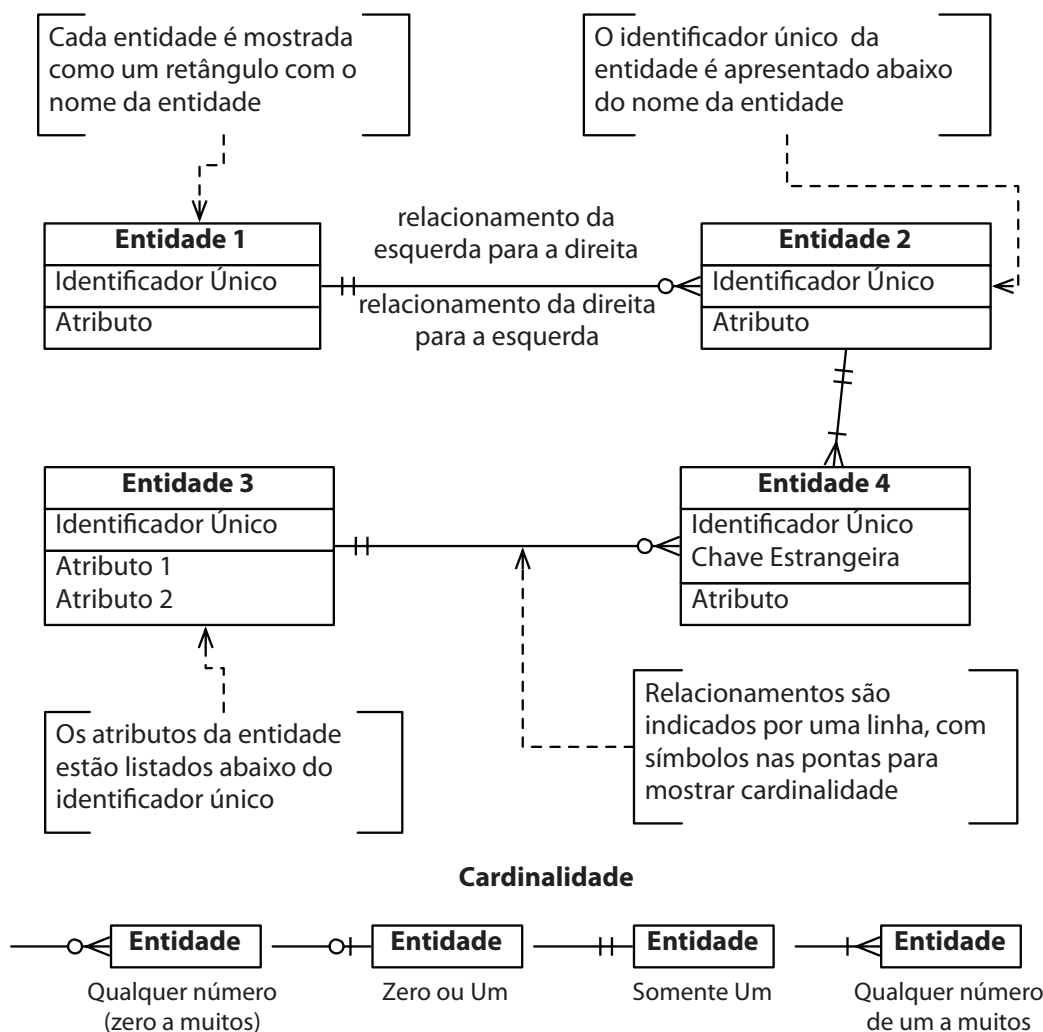 Cada entidade é mostrada
como um retângulo com o
nome da entidade
O identificador único da
entidade é apresentado abaixo
do nome da entidade
Entidade 1
Identificador Único
Atributo
relacionamento da
esquerda para a direita
relacionamento da direita
para a esquerda
Entidade 2
Identificador Único
Atributo
Entidade 3
Identificador Único
Atributo 1
Atributo 2
Entidade 4
Identificador Único
Chave Estrangeira
Atributo
Os atributos da entidade
estão listados abaixo do
identificador único
Relacionamentos são
indicados por uma linha, com
símbolos nas pontas para
mostrar cardinalidade
Cardinalidade
Entidade
Qualquer número
(zero a muitos)
Entidade
Zero ou Um
Entidade
Somente Um
Entidade
Qualquer número
de um a muitos